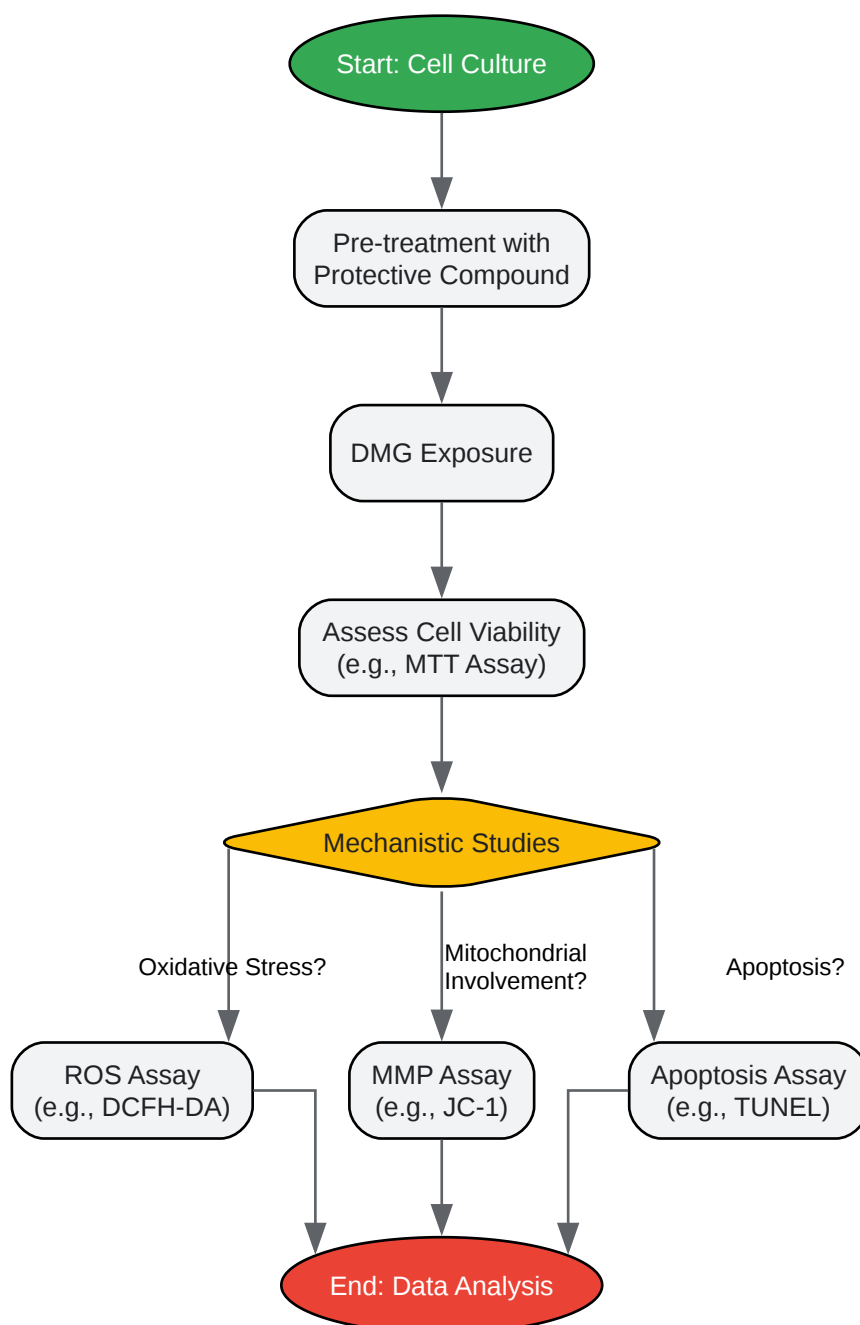 Start: Cell Culture
Pre-treatment with
Protective Compound
DMG Exposure
Assess Cell Viability
(e.g., MTT Assay)
Mechanistic Studies
Oxidative Stress?
Mitochondrial
Involvement?
Apoptosis?
ROS Assay
(e.g., DCFH-DA)
MMP Assay
(e.g., JC-1)
Apoptosis Assay
(e.g., TUNEL)
End: Data Analysis